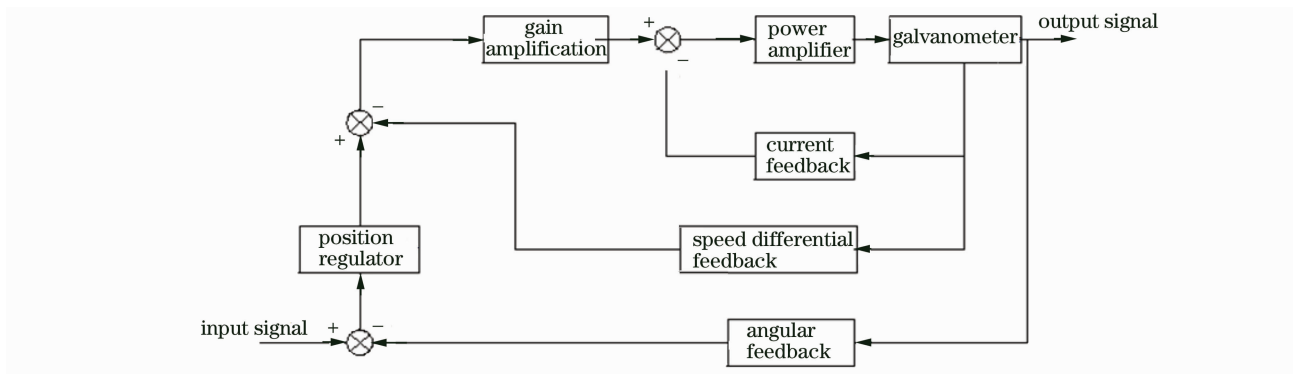 gain
amplification
+
−
power
amplifier
galvanometer
output signal
−
+
current
feedback
position
regulator
speed differential
feedback
input signal
+
−
angular
feedback